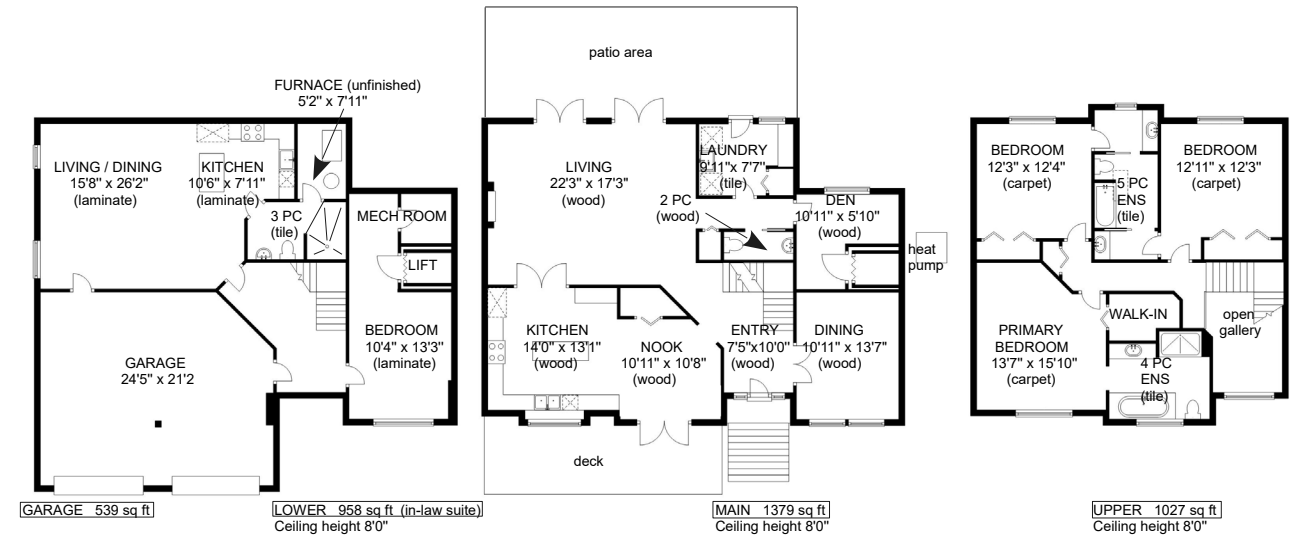 FURNACE (unfinished)
5'2" x 7'11"
LIVING / DINING
15'8" x 26'2"
(laminate)
KITCHEN
10'6" x 7'11"
(laminate)
3 PC
(tile)
MECH ROOM
LIFT
BEDROOM
10'4" x 13'3"
(laminate)
GARAGE
24'5" x 21'2
GARAGE 539 sq ft
LOWER 958 sq ft (in-law suite)
Ceiling height 8'0"
patio area
LIVING
22'3" x 17'3"
(wood)
LAUNDRY
9'11"x 7'7"
(tile)
2 PC
(wood)
DEN
10'11" x 5'10"
(wood)
heat
pump
KITCHEN
14'0" x 13'1"
(wood)
NOOK
10'11" x 10'8"
(wood)
ENTRY
7'5"x10'0"
(wood)
DINING
10'11" x 13'7"
(wood)
deck
MAIN 1379 sq ft
Ceiling height 8'0"
BEDROOM
12'3" x 12'4"
(carpet)
5 PC
ENS
(tile)
BEDROOM
12'11" x 12'3"
(carpet)
WALK-IN
open
gallery
PRIMARY
BEDROOM
13'7" x 15'10"
(carpet)
4 PC
ENS
(tile)
UPPER 1027 sq ft
Ceiling height 8'0"